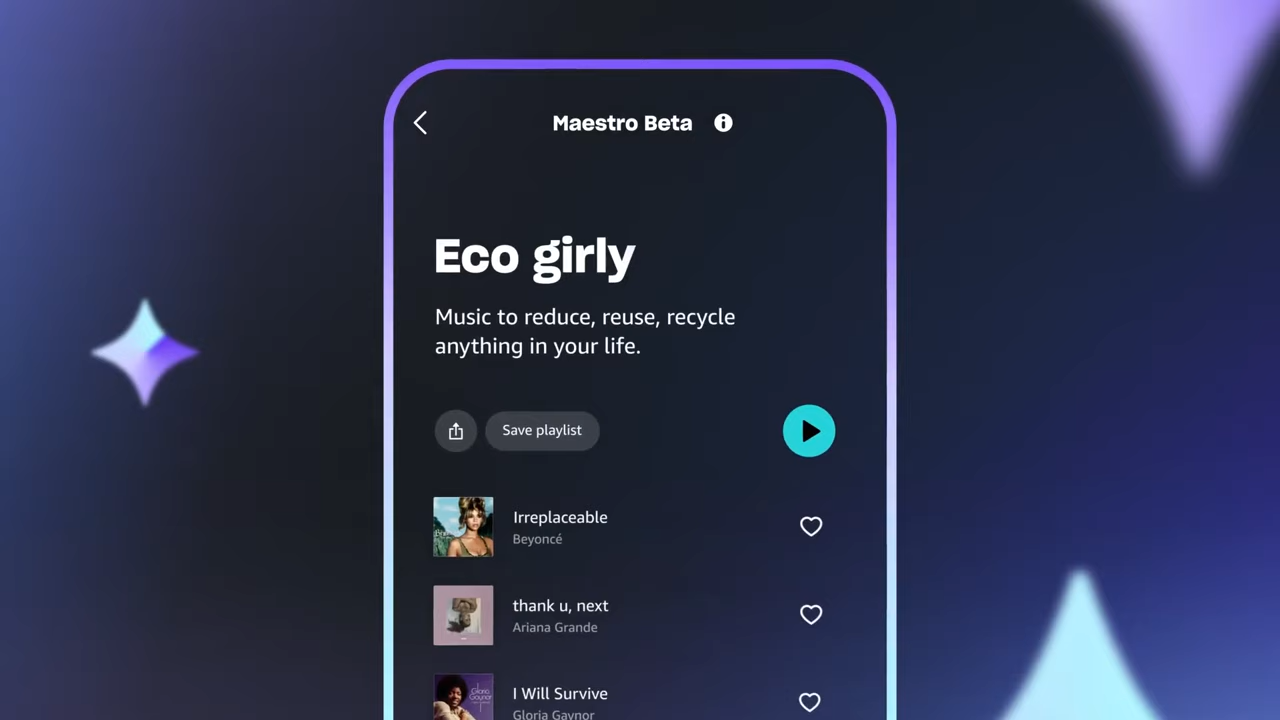 Maestro Beta
Eco girly
Music to reduce, reuse, recycle
anything in your life.
Save playlist
Irreplaceable
Beyoncé
thank u, next
Ariana Grande
I Will Survive
Gloria Gaynor